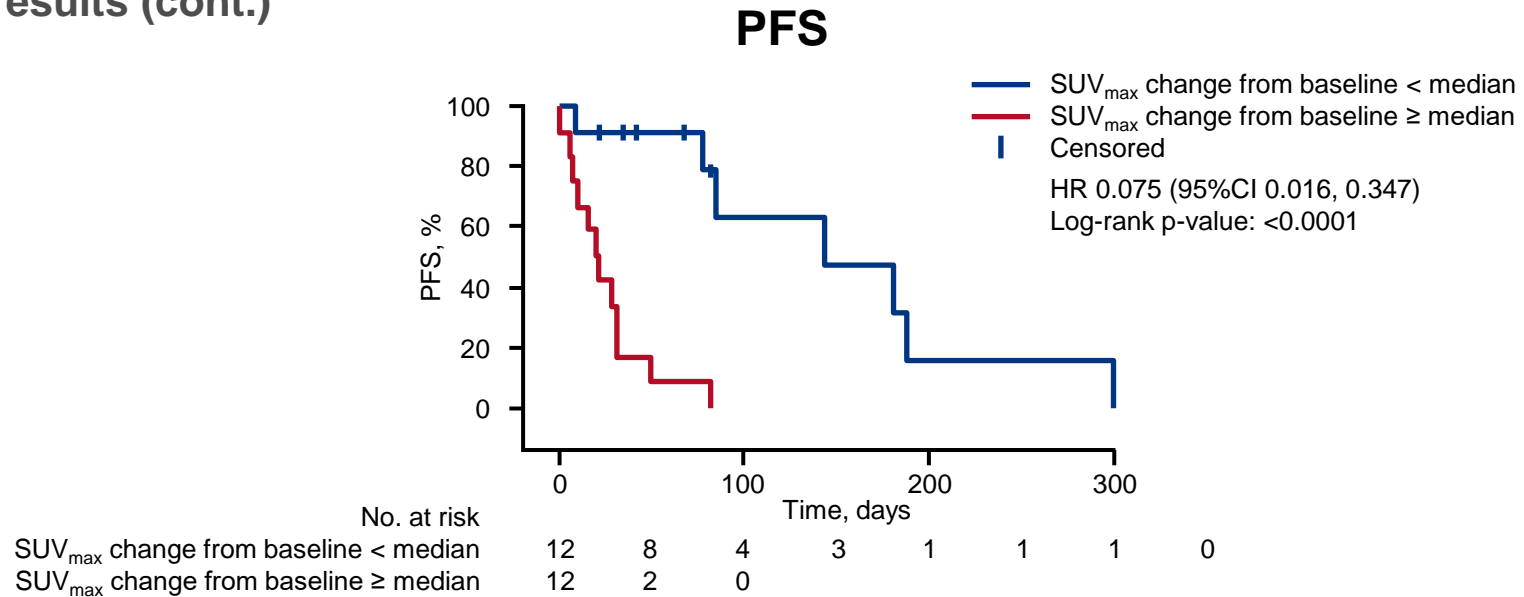 esults (cont.)
PFS
SUVmax change from baseline < median
SUVmax change from baseline ≥ median
Censored
HR 0.075 (95%CI 0.016, 0.347)
Log-rank p-value: <0.0001
PFS, %
100
80
60
40
20
0
0 100 200 300
Time, days
No. at risk
SUVmax change from baseline < median 12 8 4 3 1 1 1 0
SUVmax change from baseline ≥ median 12 2 0